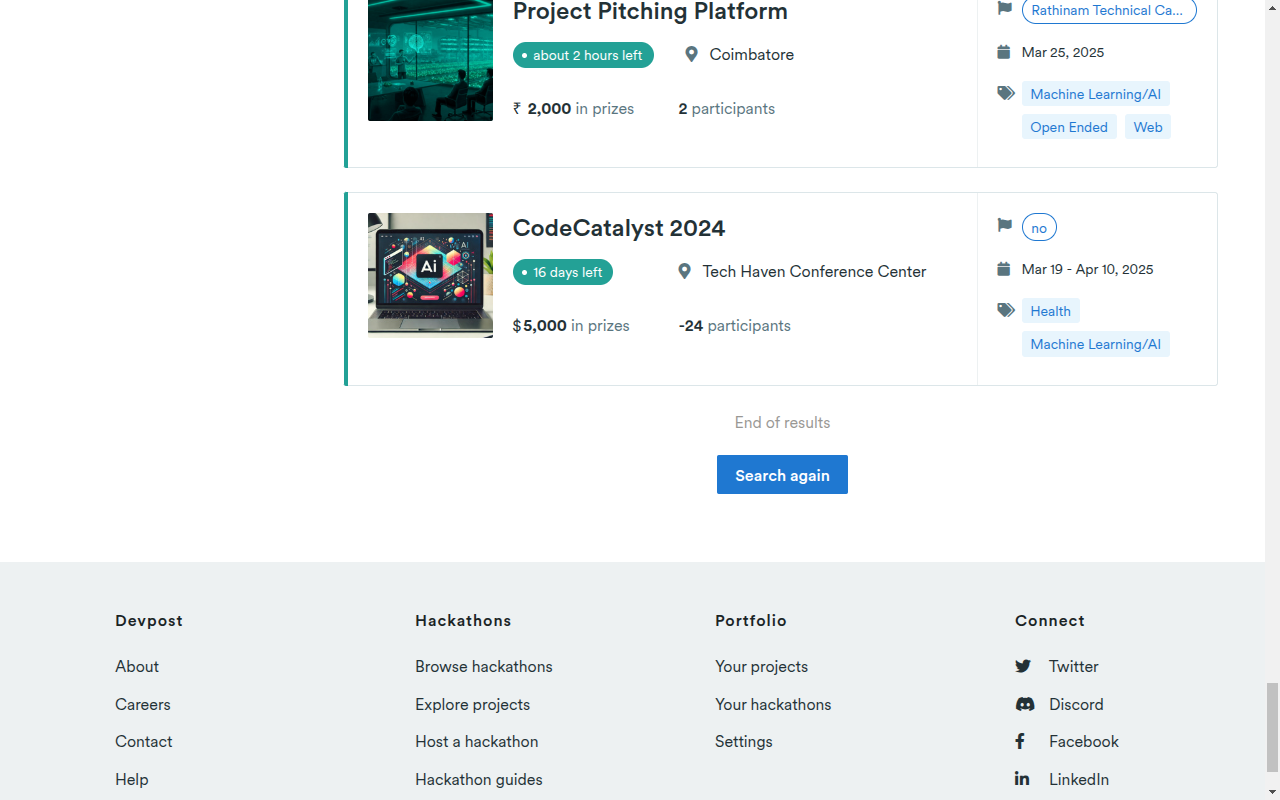 Project Pitching Platform
about 2 hours left
Coimbatore
₹ 2,000 in prizes
2 participants
Rathinam Technical Ca...
Mar 25, 2025
Machine Learning/AI
Open Ended
Web
Ai
CodeCatalyst 2024
16 days left
Tech Haven Conference Center
$5,000 in prizes
-24 participants
no
Mar 19 - Apr 10, 2025
Health
Machine Learning/AI
End of results
Search again
Devpost
About
Careers
Contact
Help
Hackathons
Browse hackathons
Explore projects
Host a hackathon
Hackathon guides
Portfolio
Your projects
Your hackathons
Settings
Connect
Twitter
Discord
Facebook
LinkedIn